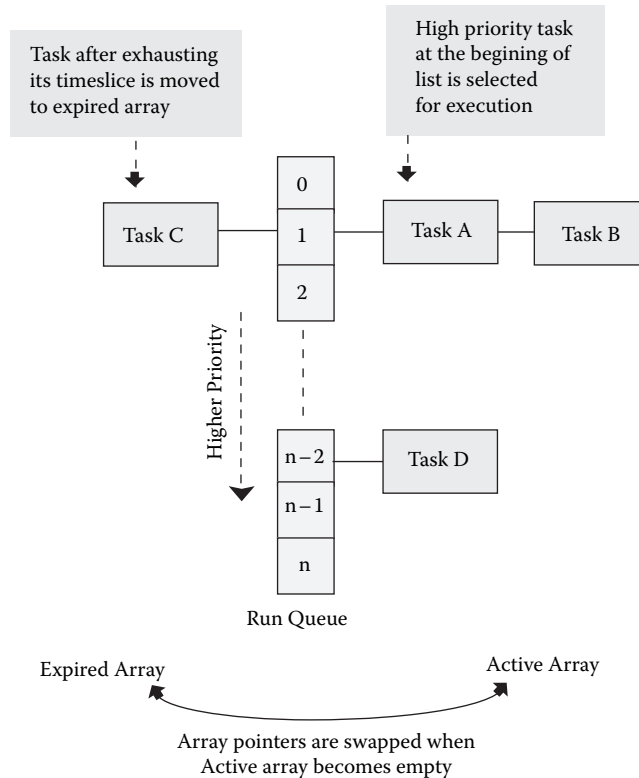 Task after exhausting
its timeslice is moved
to expired array
High priority task
at the begining of
list is selected
for execution
0
Task C
1
Task A
Task B
2
Higher Priority
n−2
Task D
n−1
n
Run Queue
Expired Array
Active Array
Array pointers are swapped when
Active array becomes empty